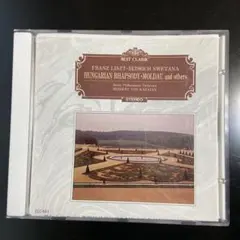 BEST CLASSIC
FRANZ LISZT・BEDRICH SMETANA
HUNGARIAN RHAPSODY・MOLDAU and others
Berlin Philharmonic Orchestra
HERBERT VON KARAJAN
STEREO